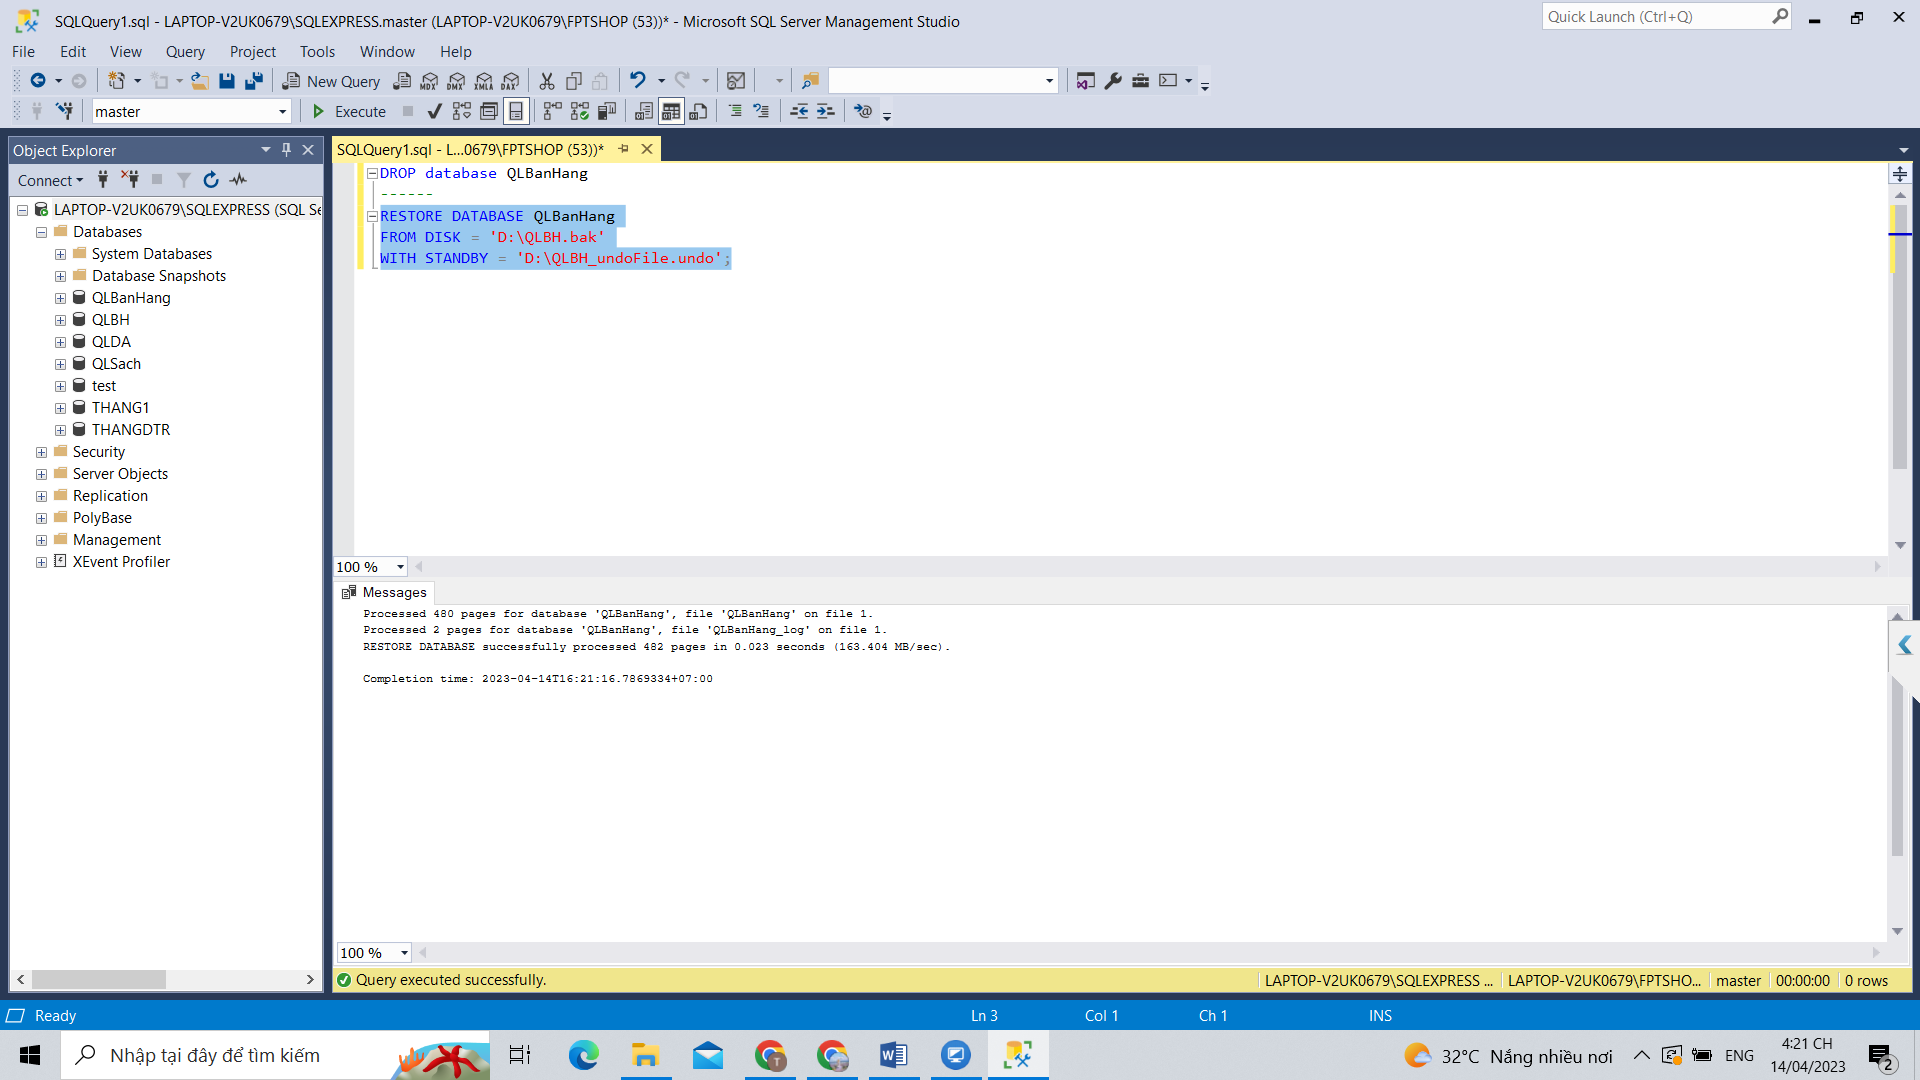 SQLQuery1.sql - LAPTOP-V2UK0679\SQLEXPRESS.master (LAPTOP-V2UK0679\FPTSHOP (53))* - Microsoft SQL Server Management Studio
Quick Launch (Ctrl+Q)
File Edit View Query Project Tools Window Help
New Query MDX DMX XMLA DAX
master Execute
Object Explorer
Connect
LAPTOP-V2UK0679\SQLEXPRESS (SQL Se
Databases
System Databases
Database Snapshots
QLBanHang
QLBH
QLDA
QLSach
test
THANG1
THANGDTR
Security
Server Objects
Replication
PolyBase
Management
XEvent Profiler
SQLQuery1.sql - L...0679\FPTSHOP (53))*
DROP database QLBanHang
------
RESTORE DATABASE QLBanHang
FROM DISK = 'D:\QLBH.bak'
WITH STANDBY = 'D:\QLBH_undoFile.undo';
100 %
Messages
Processed 480 pages for database 'QLBanHang', file 'QLBanHang' on file 1.
Processed 2 pages for database 'QLBanHang', file 'QLBanHang_log' on file 1.
RESTORE DATABASE successfully processed 482 pages in 0.023 seconds (163.404 MB/sec).
Completion time: 2023-04-14T16:21:16.7869334+07:00
100 %
Query executed successfully.
LAPTOP-V2UK0679\SQLEXPRESS ... LAPTOP-V2UK0679\FPTSHO... master 00:00:00 0 rows
Ready Ln 3 Col 1 Ch 1 INS
Nhập tại đây để tìm kiếm
T
W
32°C Nắng nhiều nơi
ENG
4:21 CH
14/04/2023
2